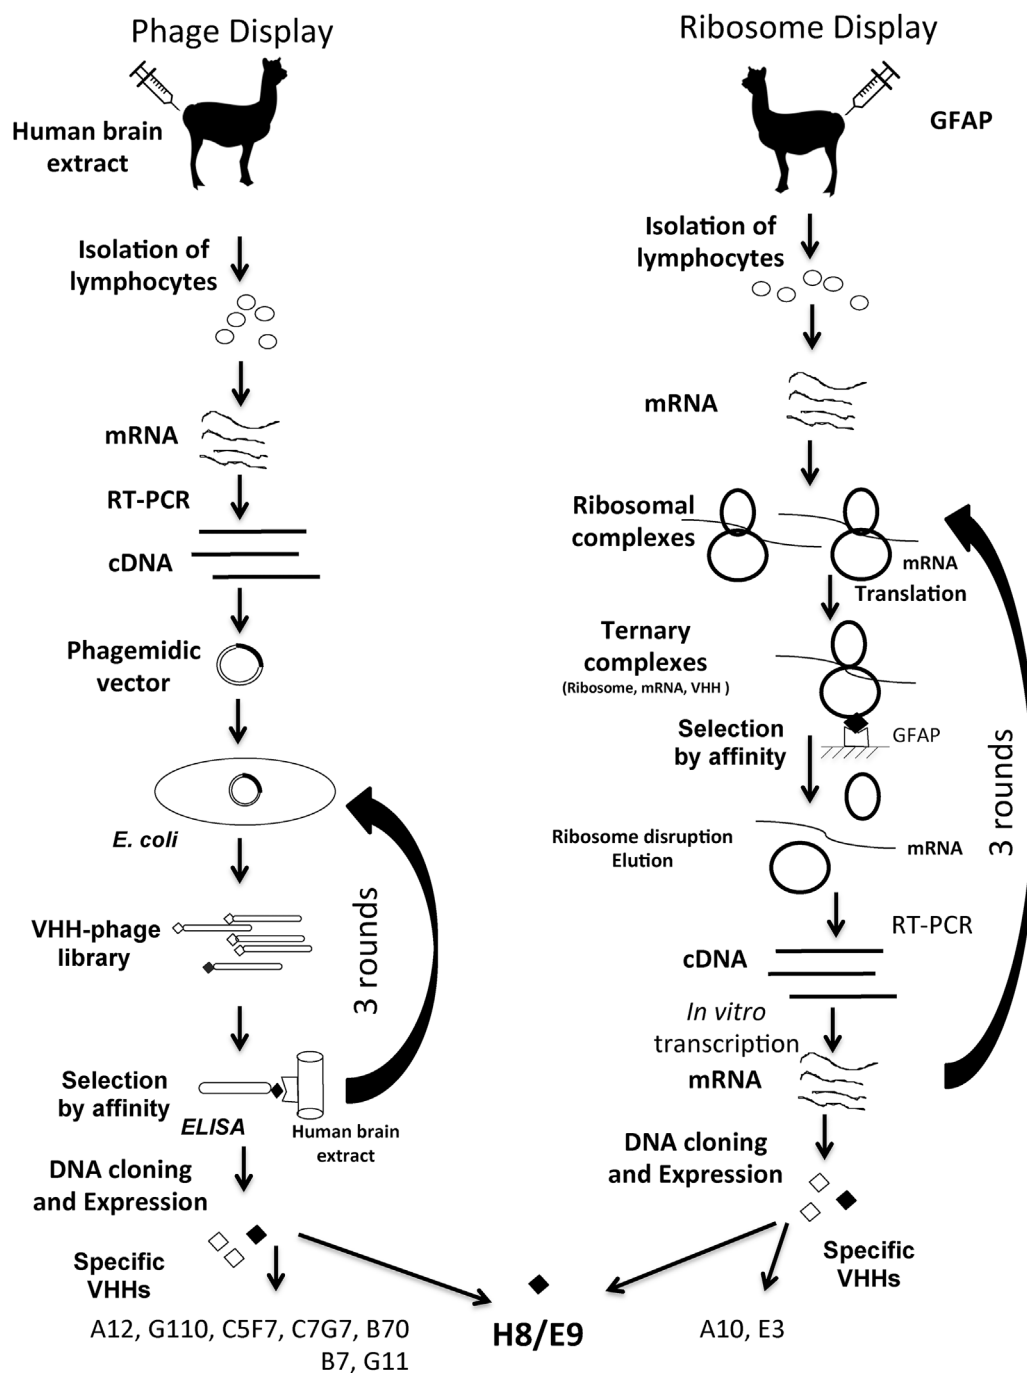 Phage Display
Human brain
extract
Isolation of
lymphocytes
mRNA
RT-PCR
cDNA
Phagemidic
vector
E. coli
VHH-phage
library
3 rounds
Selection
by affinity
ELISA
Human brain
extract
DNA cloning
and Expression
Specific
VHHs
A12, G110, C5F7, C7G7, B70
B7, G11
H8/E9
Ribosome Display
GFAP
Isolation of
lymphocytes
mRNA
Ribosomal
complexes
mRNA
Translation
Ternary
complexes
(Ribosome, mRNA, VHH )
Selection
by affinity
GFAP
3 rounds
Ribosome disruption
Elution
mRNA
RT-PCR
cDNA
In vitro
transcription
mRNA
DNA cloning
and Expression
Specific
VHHs
A10, E3